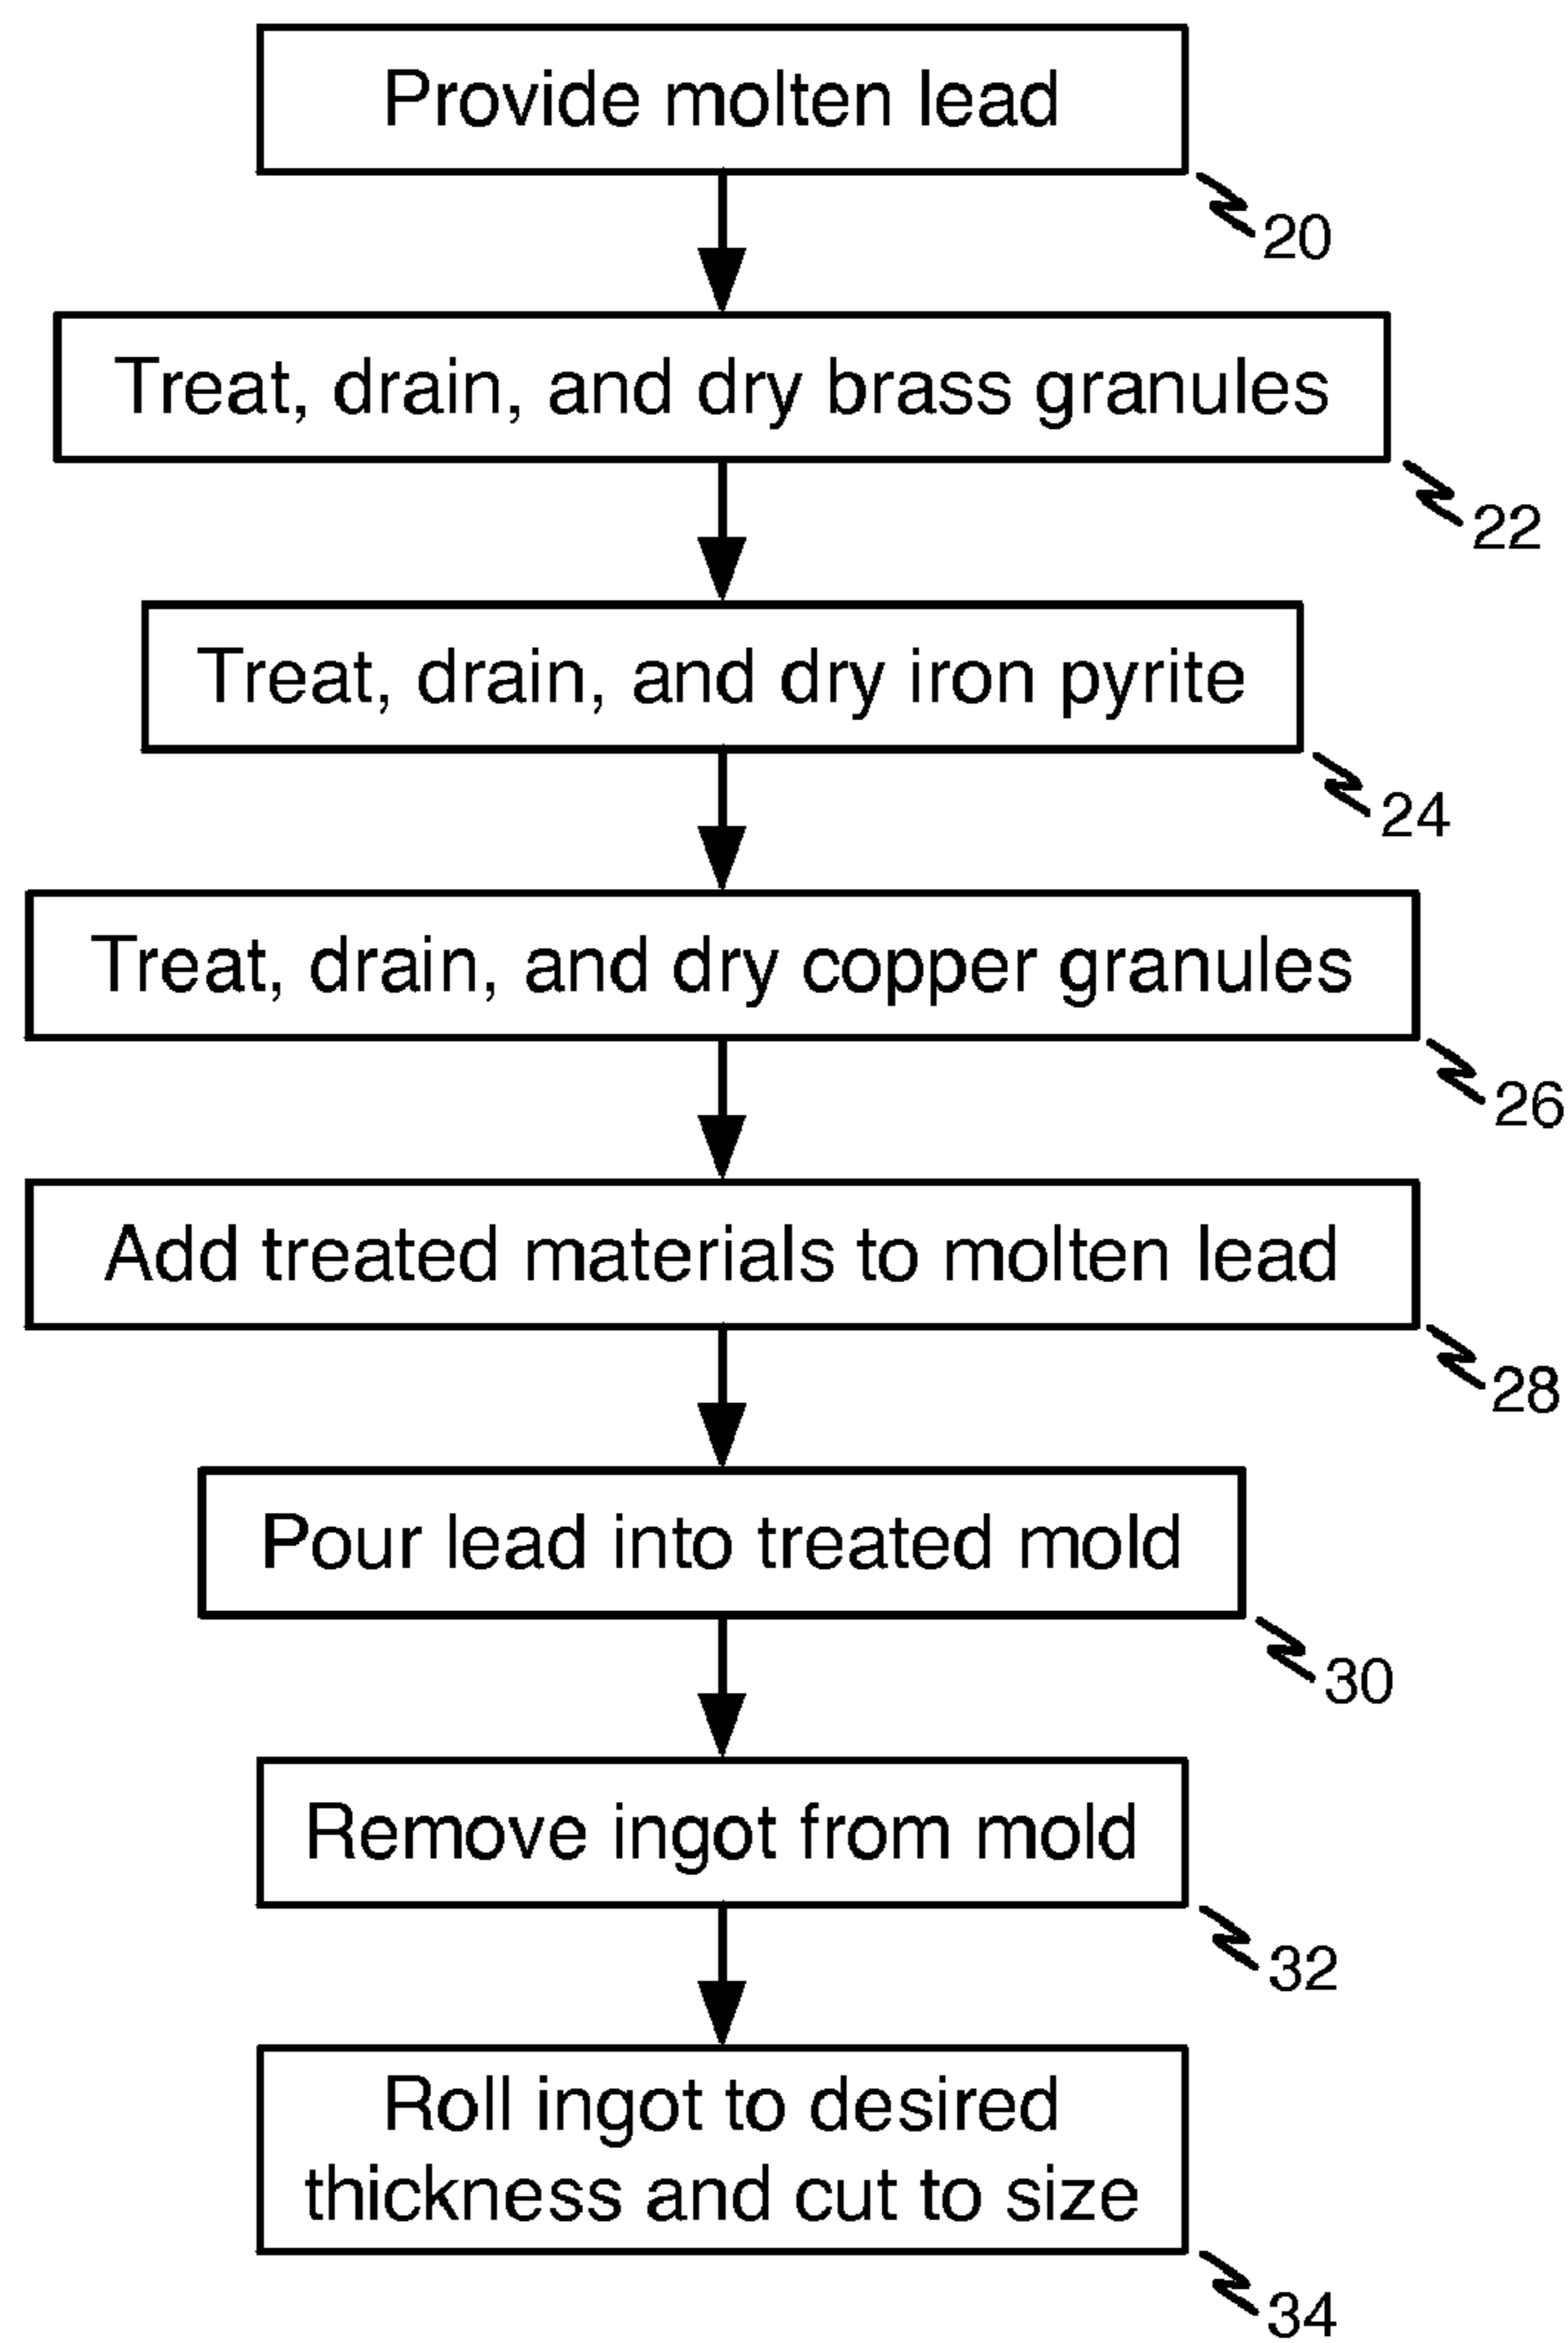 Provide molten lead
20
Treat, drain, and dry brass granules
22
Treat, drain, and dry iron pyrite
24
Treat, drain, and dry copper granules
26
Add treated materials to molten lead
28
Pour lead into treated mold
30
Remove ingot from mold
32
Roll ingot to desired
thickness and cut to size
34